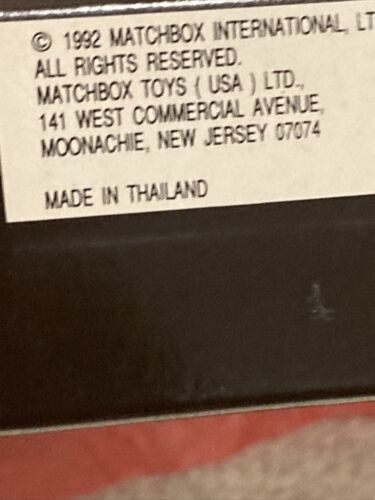 © 1992 MATCHBOX INTERNATIONAL, LT
ALL RIGHTS RESERVED.
MATCHBOX TOYS ( USA ) LTD.,
141 WEST COMMERCIAL AVENUE,
MOONACHIE, NEW JERSEY 07074
MADE IN THAILAND